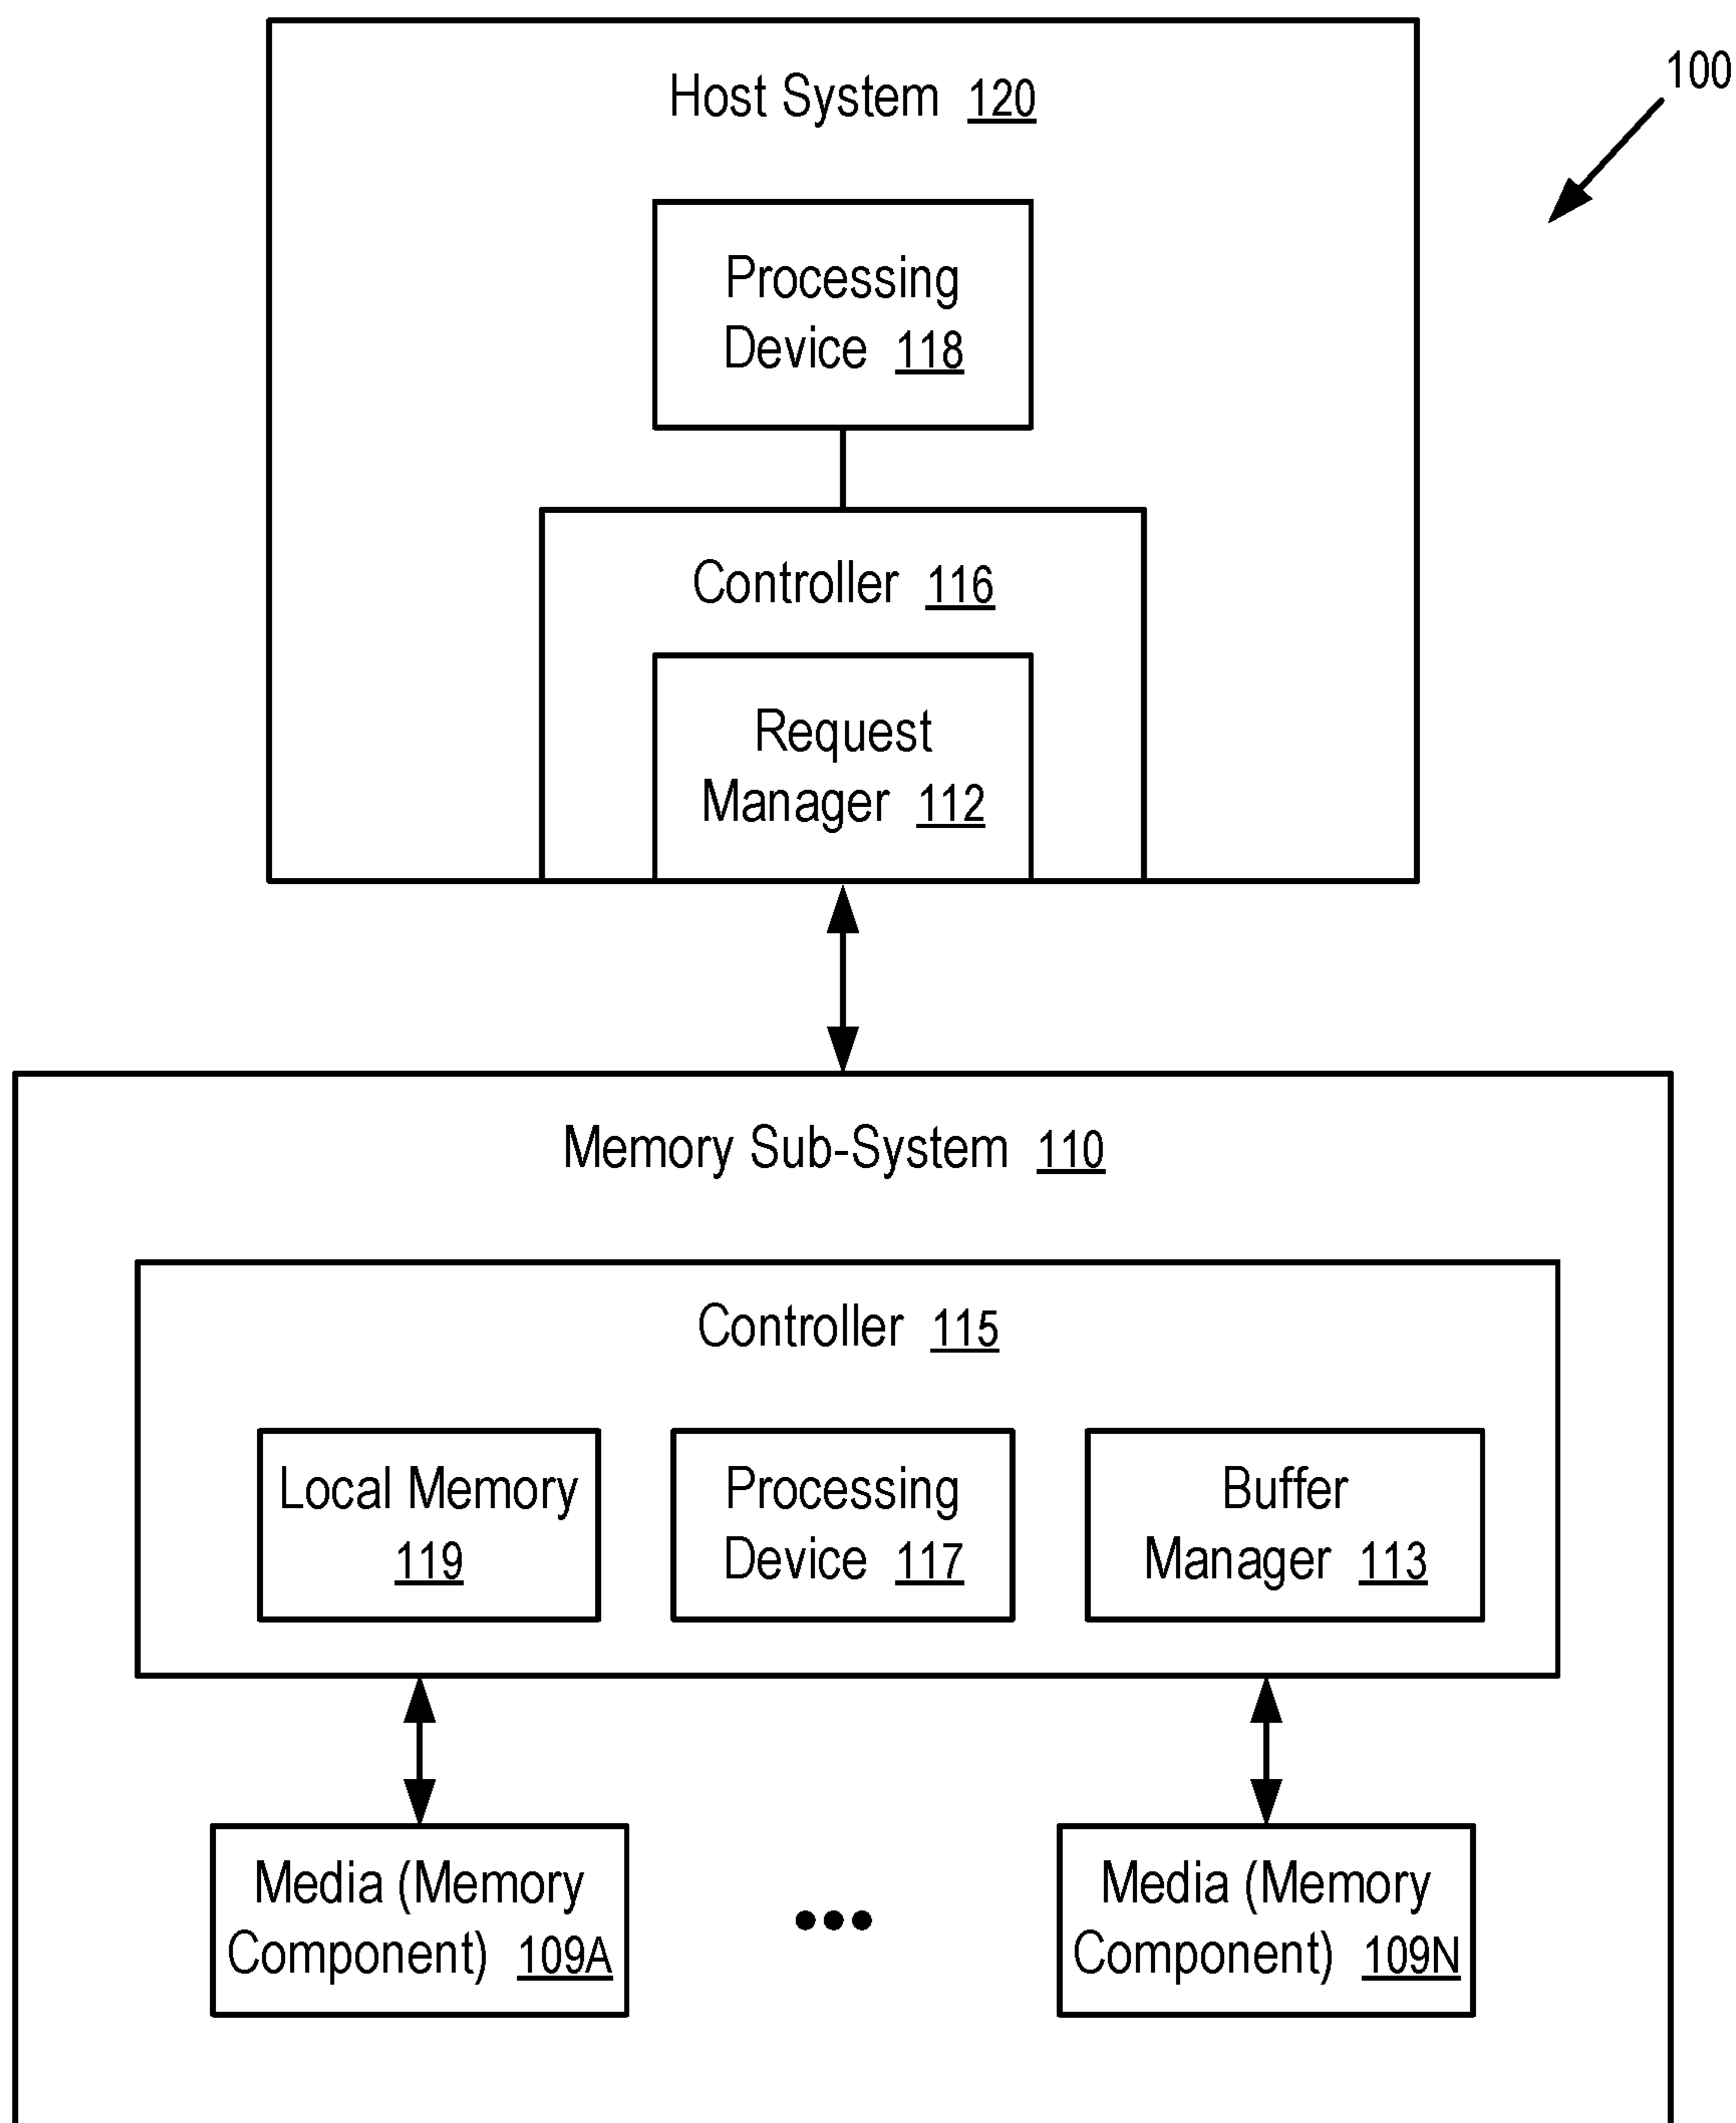 100
Host System 120
Processing
Device 118
Controller 116
Request
Manager 112
Memory Sub-System 110
Controller 115
Local Memory
119
Processing
Device 117
Buffer
Manager 113
Media (Memory
Component) 109A
Media (Memory
Component) 109N